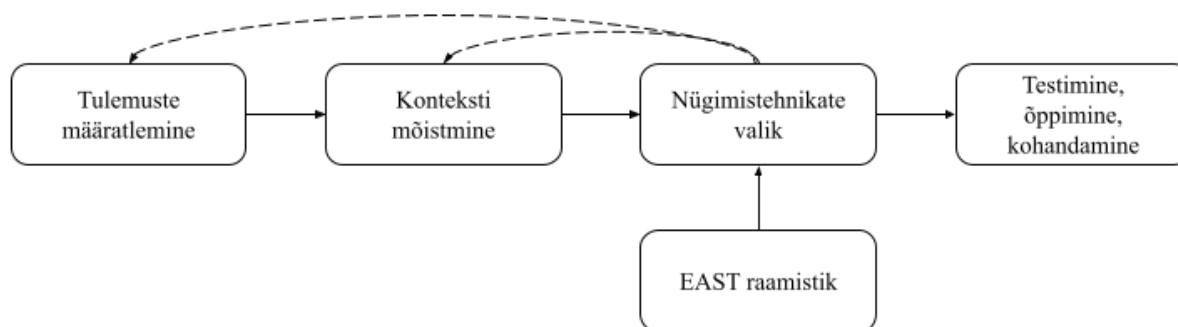 Tulemuste
määratlemine
Konteksti
mõistmine
Nügimistehnikate
valik
Testimine,
õppimine,
kohandamine
EAST raamistik